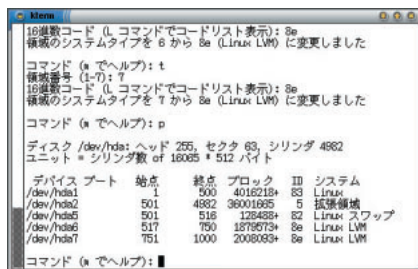 kterm
16進数コード (L コマンドでコードリスト表示): 8e
領域のシステムタイプを 6 から 8e (Linux LVM) に変更しました
コマンド (m でヘルプ): t
領域番号 (1-7): 7
16進数コード (L コマンドでコードリスト表示): 8e
領域のシステムタイプを 7 から 8e (Linux LVM) に変更しました
コマンド (m でヘルプ): p
ディスク /dev/hda: ヘッド 255, セクタ 63, シリンダ 4982
ユニット = シリンダ数 of 16065 * 512 バイト
デバイス ブート 始点 終点 ブロック ID システム
/dev/hda1 1 500 4016218+ 83 Linux
/dev/hda2 501 4982 36001665 5 拡張領域
/dev/hda5 501 516 128488+ 82 Linux スワップ
/dev/hda6 517 750 1879573+ 8e Linux LVM
/dev/hda7 751 1000 2008093+ 8e Linux LVM
コマンド (m でヘルプ):